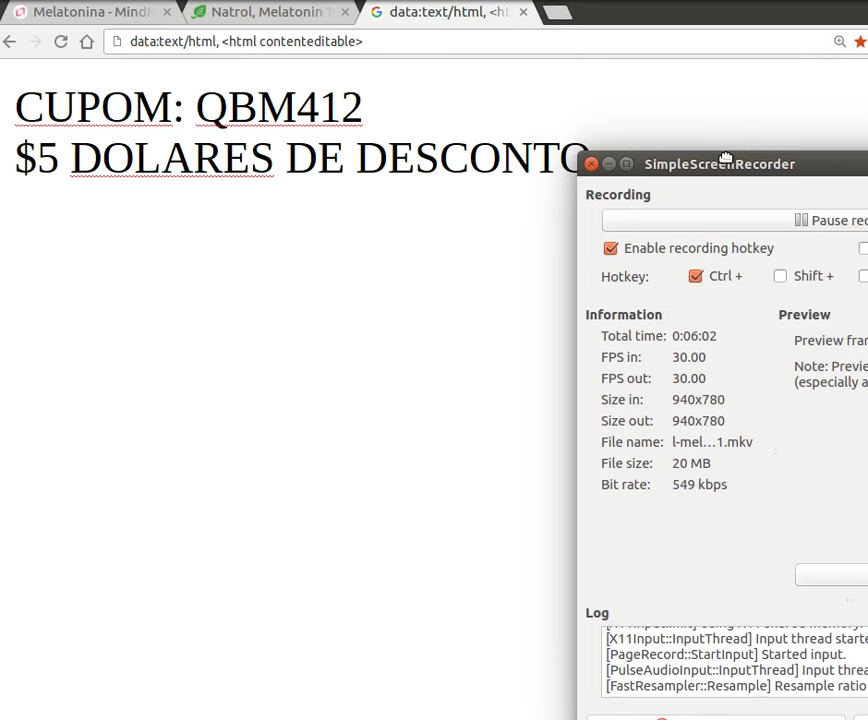 Melatonina - MindM
Natrol, Melatonin T
data:text/html, <ht
data:text/html, <html contenteditable>
CUPOM: QBM412
$5 DOLARES DE DESCONTO
SimpleScreenRecorder
Recording
Pause rec
Enable recording hotkey
Hotkey: Ctrl + Shift +
Information
Preview
Total time: 0:06:02
Preview fran
FPS in: 30.00
Note: Previe
FPS out: 30.00
(especially a
Size in: 940x780
Size out: 940x780
File name: l-mel...1.mkv
File size: 20 MB
Bit rate: 549 kbps
Log
[X11Input::InputThread] Input thread starte
[PageRecord::StartInput] Started input.
[PulseAudioInput::InputThread] Input threa
[FastResampler::Resample] Resample ratio